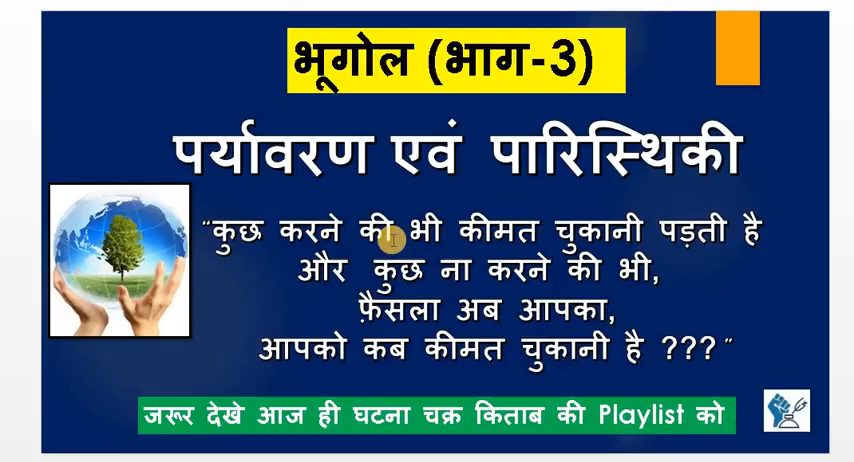 भूगोल (भाग-3)
पर्यावरण एवं पारिस्थिकी
“कुछ करने की भी कीमत चुकानी पड़ती है
और कुछ ना करने की भी,
फ़ैसला अब आपका,
आपको कब कीमत चुकानी है ???”
जरूर देखे आज ही घटना चक्र किताब की Playlist को